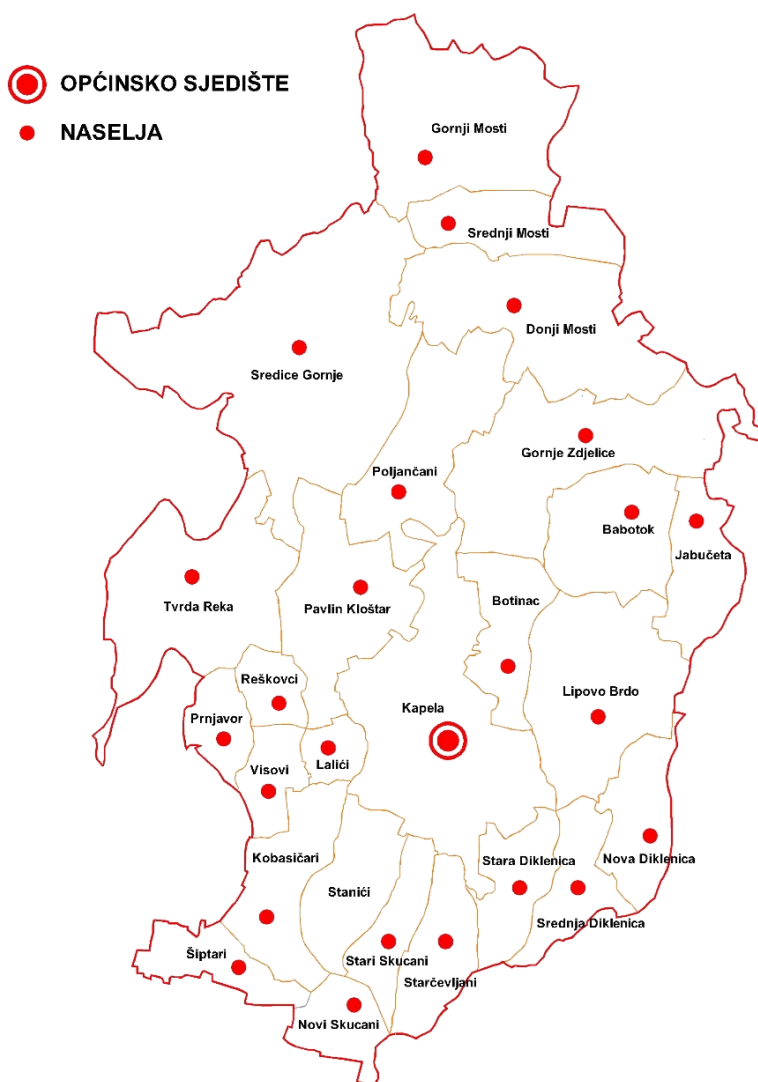 OPĆINSKO SJEDIŠTE
NASELJA
Gornji Mosti
Srednji Mosti
Donji Mosti
Sredice Gornje
Gornje Zdjelice
Poljančani
Babotok
Jabučeta
Tvrda Reka
Pavlin Kloštar
Botinac
Reškovci
Lipovo Brdo
Kapela
Prnjavor
Lalići
Visovi
Kobasičari
Stara Diklenica
Nova Diklenica
Stanići
Srednja Diklenica
Šiptari
Stari Skucani
Starčevljani
Novi Skucani